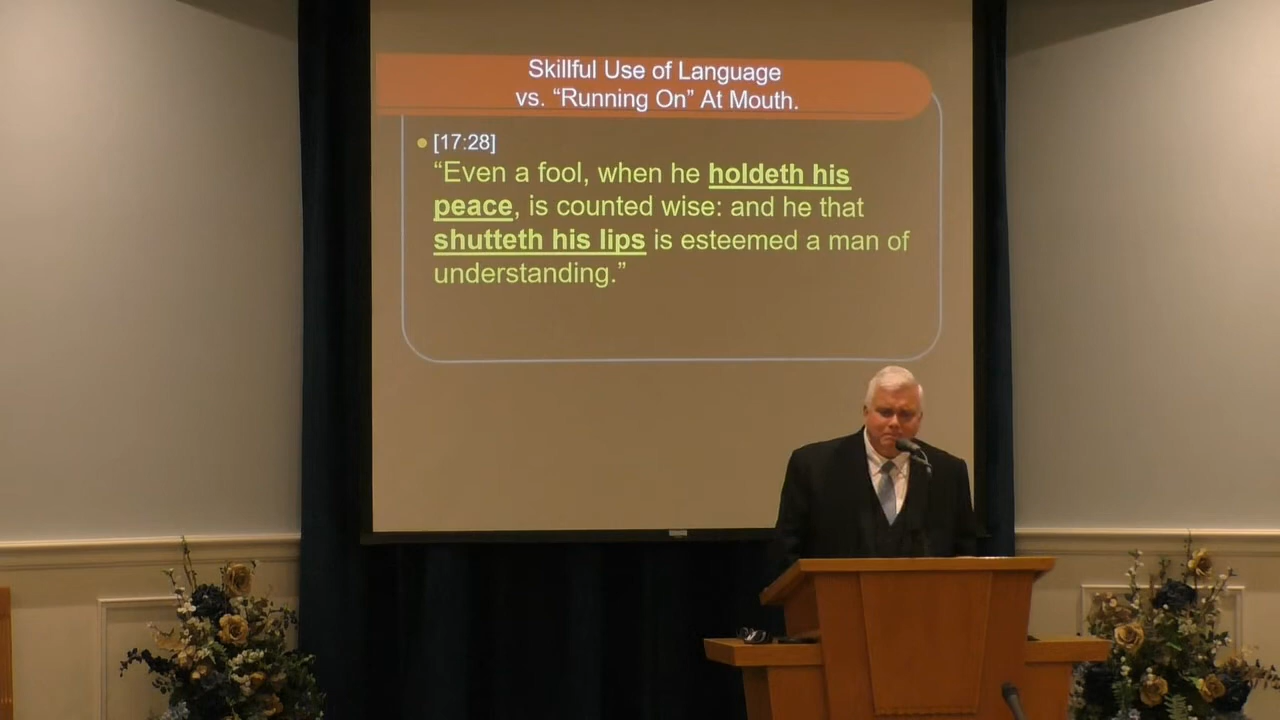 Skillful Use of Language
vs. “Running On” At Mouth.
[17:28]
“Even a fool, when he holdeth his
peace, is counted wise: and he that
shutteth his lips is esteemed a man of
understanding.”